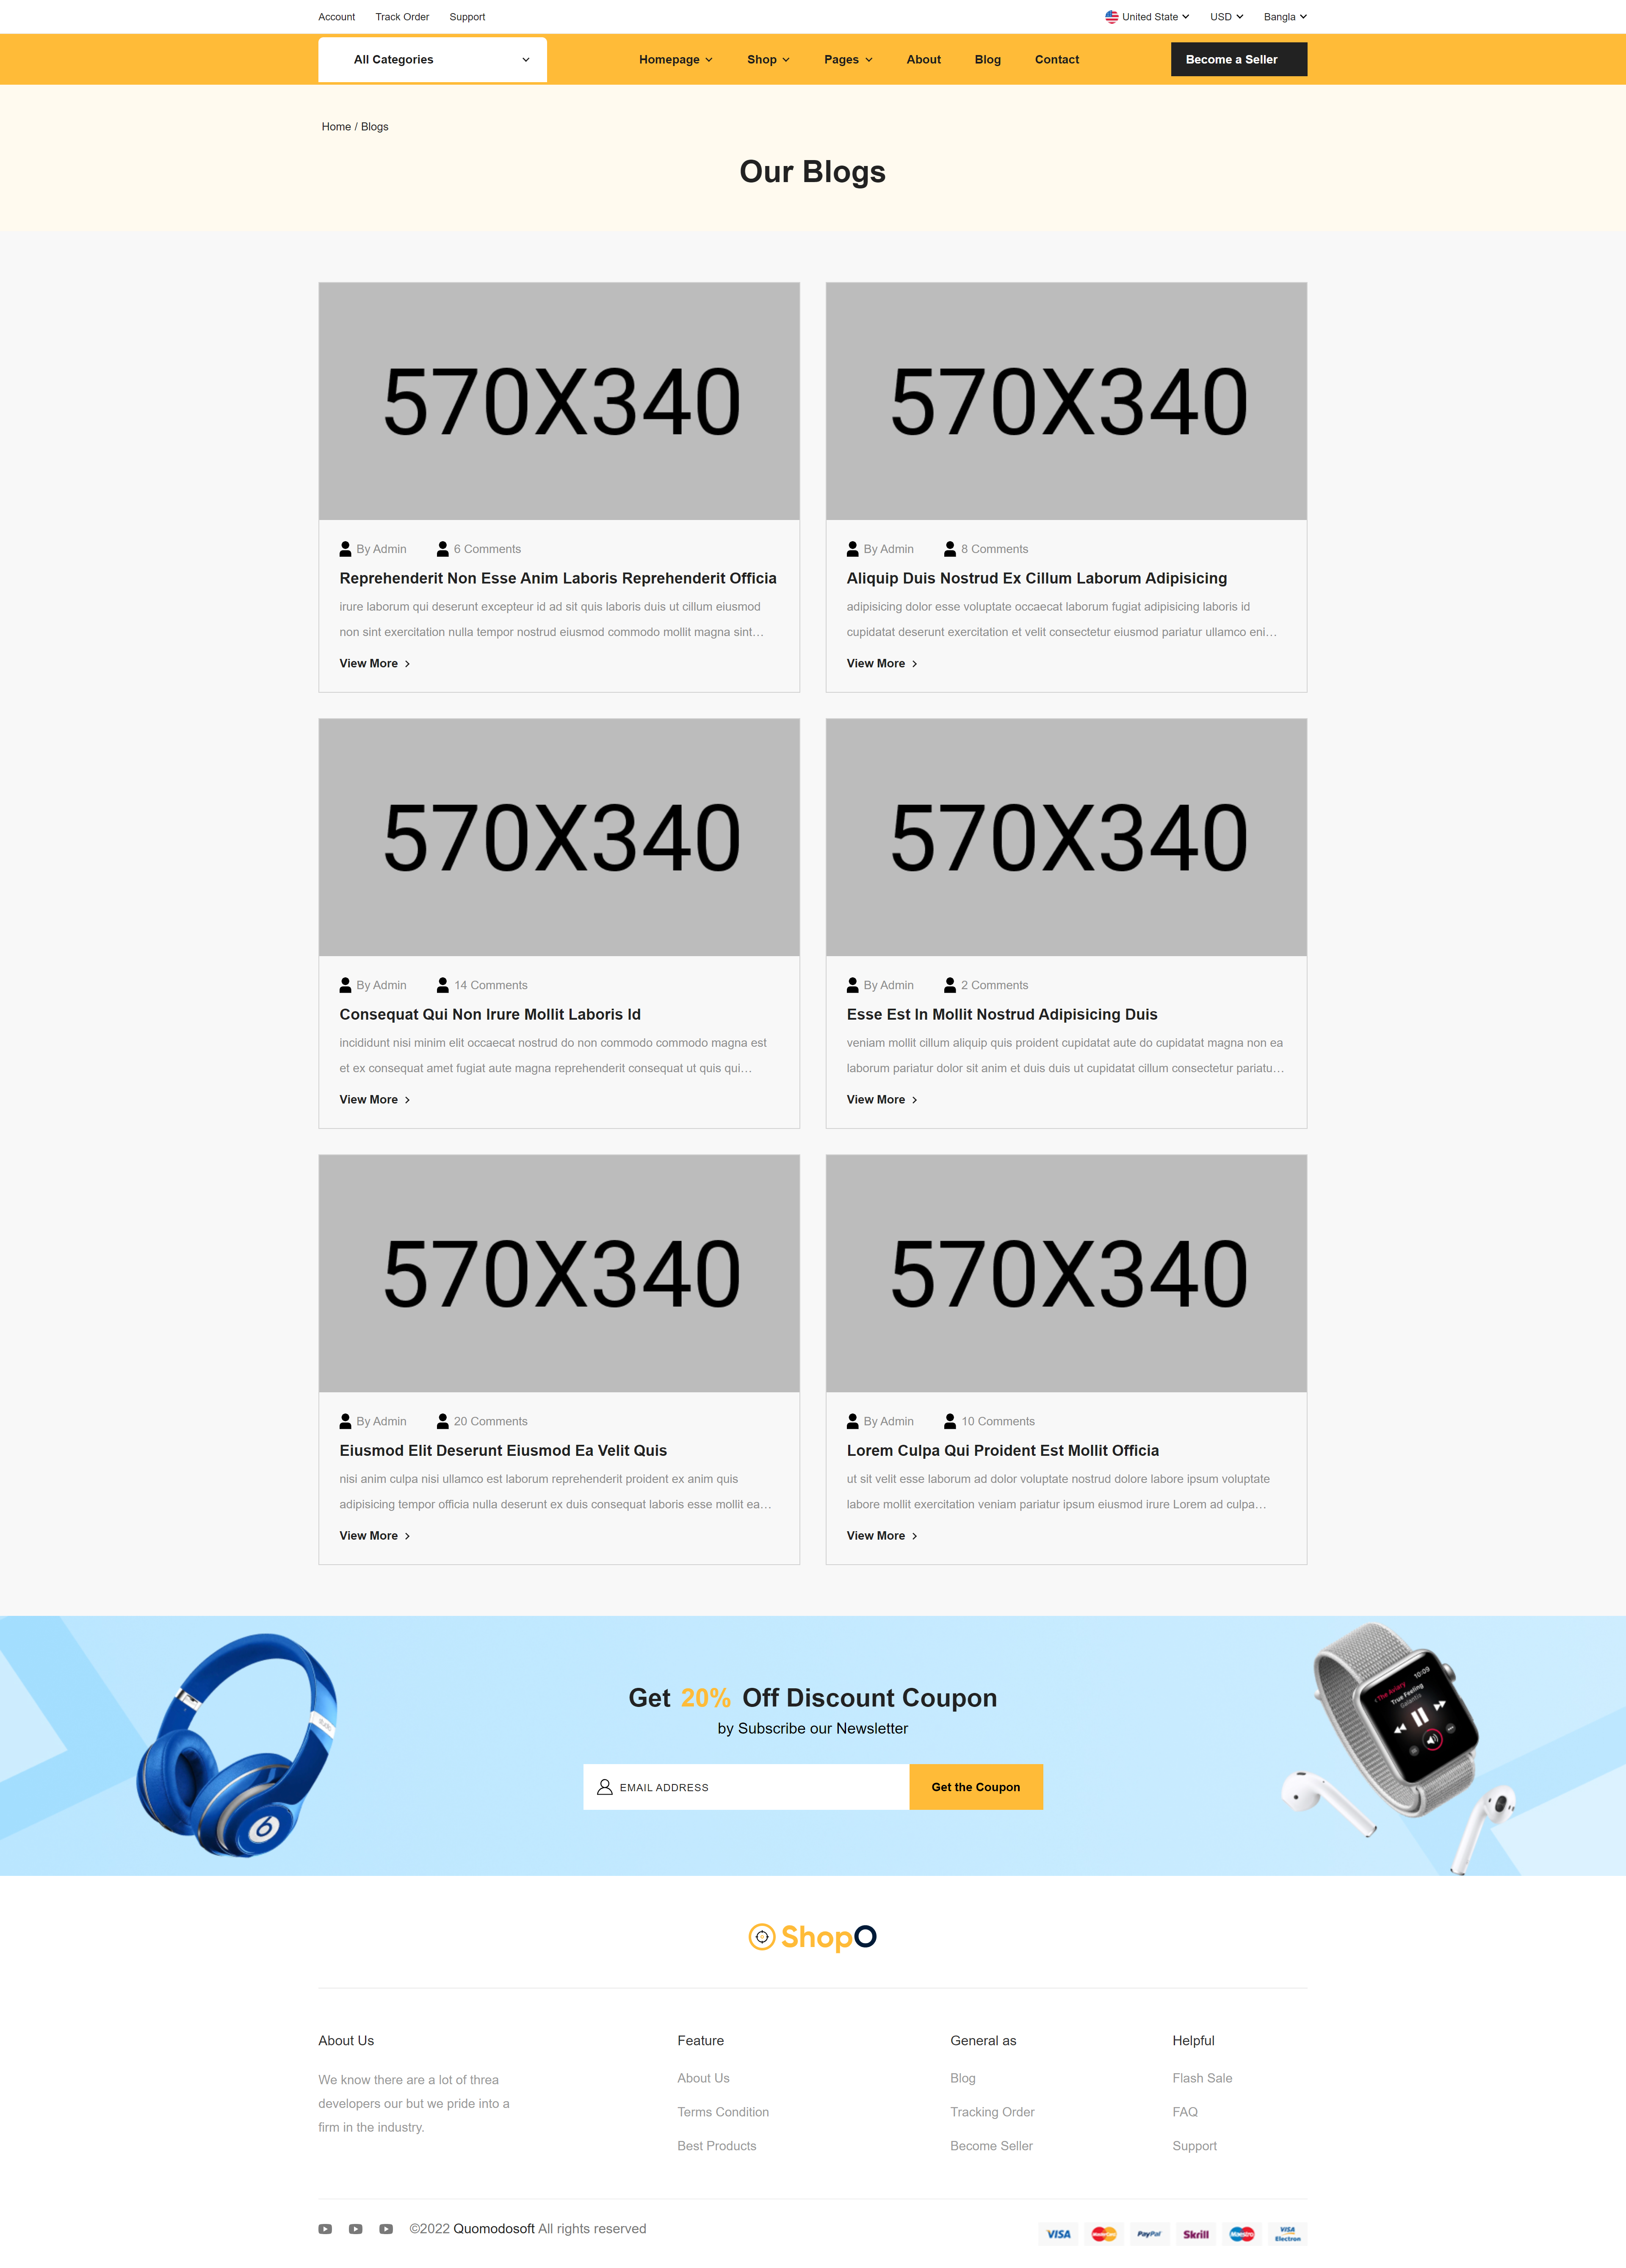 Account Track Order Support United State USD Bangla
All Categories Homepage Shop Pages About Blog Contact Become a Seller
Home / Blogs
Our Blogs
570X340
By Admin 6 Comments
Reprehenderit Non Esse Anim Laboris Reprehenderit Officia
irure laborum qui deserunt excepteur id ad sit quis laboris duis ut cillum eiusmod
non sint exercitation nulla tempor nostrud eiusmod commodo mollit magna sint…
View More
570X340
By Admin 8 Comments
Aliquip Duis Nostrud Ex Cillum Laborum Adipisicing
adipisicing dolor esse voluptate occaecat laborum fugiat adipisicing laboris id
cupidatat deserunt exercitation et velit consectetur eiusmod pariatur ullamco eni…
View More
570X340
By Admin 14 Comments
Consequat Qui Non Irure Mollit Laboris Id
incididunt nisi minim elit occaecat nostrud do non commodo commodo magna est
et ex consequat amet fugiat aute magna reprehenderit consequat ut quis qui…
View More
570X340
By Admin 2 Comments
Esse Est In Mollit Nostrud Adipisicing Duis
veniam mollit cillum aliquip quis proident cupidatat aute do cupidatat magna non ea
laborum pariatur dolor sit anim et duis duis ut cupidatat cillum consectetur pariatu…
View More
570X340
By Admin 20 Comments
Eiusmod Elit Deserunt Eiusmod Ea Velit Quis
nisi anim culpa nisi ullamco est laborum reprehenderit proident ex anim quis
adipisicing tempor officia nulla deserunt ex duis consequat laboris esse mollit ea…
View More
570X340
By Admin 10 Comments
Lorem Culpa Qui Proident Est Mollit Officia
ut sit velit esse laborum ad dolor voluptate nostrud dolore labore ipsum voluptate
labore mollit exercitation veniam pariatur ipsum eiusmod irure Lorem ad culpa…
View More
Get 20% Off Discount Coupon
by Subscribe our Newsletter
EMAIL ADDRESS Get the Coupon
10:09
The Aviary
True Feeling
Galantis
ShopO
About Us
We know there are a lot of threa
developers our but we pride into a
firm in the industry.
Feature
About Us
Terms Condition
Best Products
General as
Blog
Tracking Order
Become Seller
Helpful
Flash Sale
FAQ
Support
©2022 Quomodosoft All rights reserved
VISA MasterCard PayPal Skrill Maestro VISA Electron